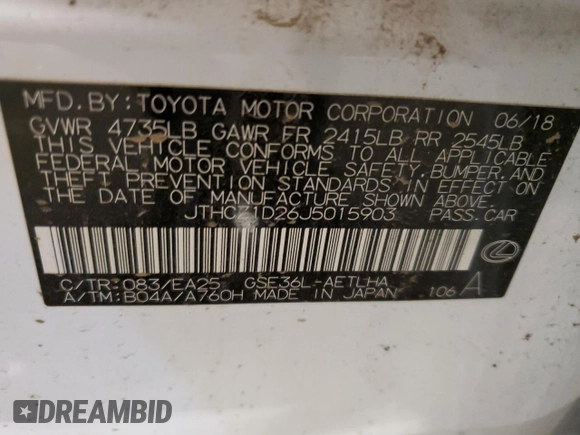 MFD. BY: TOYOTA MOTOR CORPORATION 06/18
GVWR 4735LB GAWR FR 2415LB RR 2545LB
THIS VEHICLE CONFORMS TO ALL APPLICABLE
FEDERAL MOTOR VEHICLE SAFETY, BUMPER, AND
THEFT PREVENTION STANDARDS IN EFFECT ON
THE DATE OF MANUFACTURE SHOWN ABOVE.
JTHCZ1D26J5015903 PASS. CAR
C/TR: 083/EA25 GSE36L-AETLHA
A/TM: B04A/A760H MADE IN JAPAN 106 A
DREAMBID